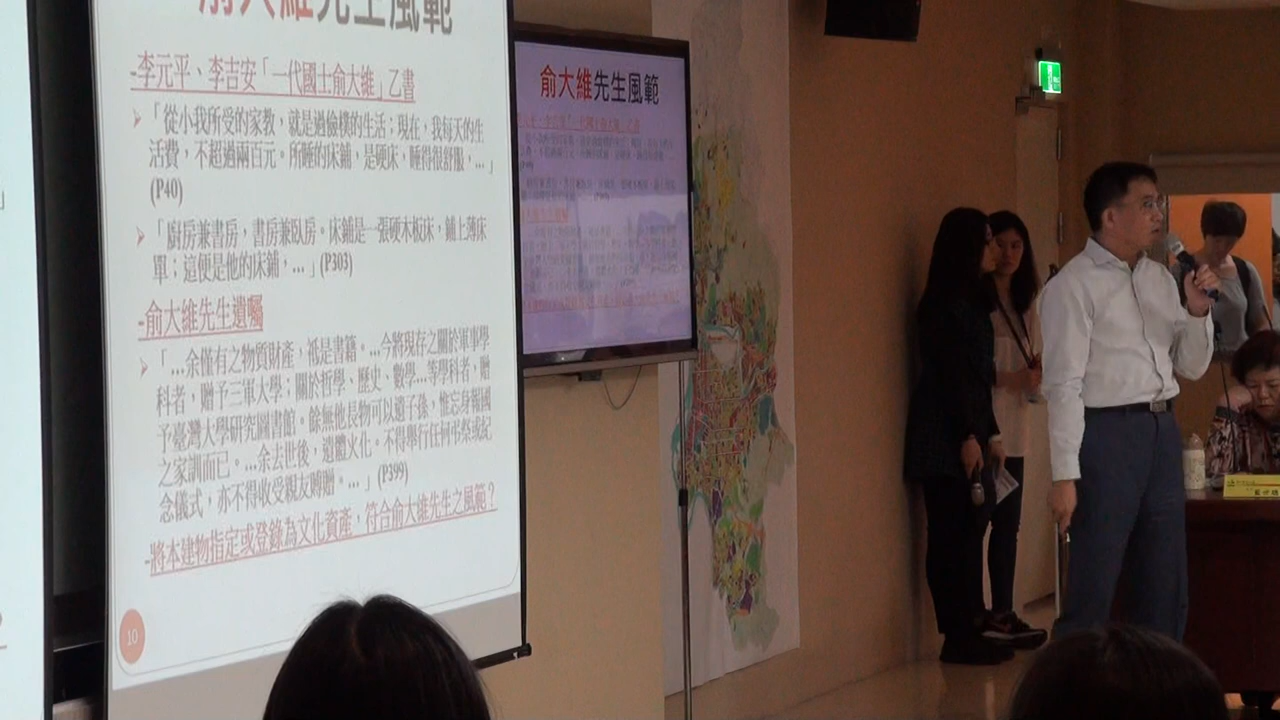 俞大維先生風範
-李元平、李吉安「一代國士俞大維」乙書
「從小我所受的家教，就是過儉樸的生活；現在，我每天的生
活費，不超過兩百元。所睡的床鋪，是硬床，睡得很舒服，...」
(P40)
「廚房兼書房，書房兼臥房。床鋪是一張硬木板床，鋪上薄床
單；這便是他的床鋪，...」(P303)
-俞大維先生遺囑
「...余僅有之物質財產，祗是書籍。...今將現存之關於軍事學
科者，贈予三軍大學；關於哲學、歷史、數學...等學科者，贈
予臺灣大學研究圖書館。餘無他長物可以遺子孫，惟忘身報國
之家訓而已。...余去世後，遺體火化。不得舉行任何弔祭或紀
念儀式，亦不得收受親友賻贈。...」(P399)
-將本建物指定或登錄為文化資產，符合俞大維先生之風範？
10
俞大維先生風範